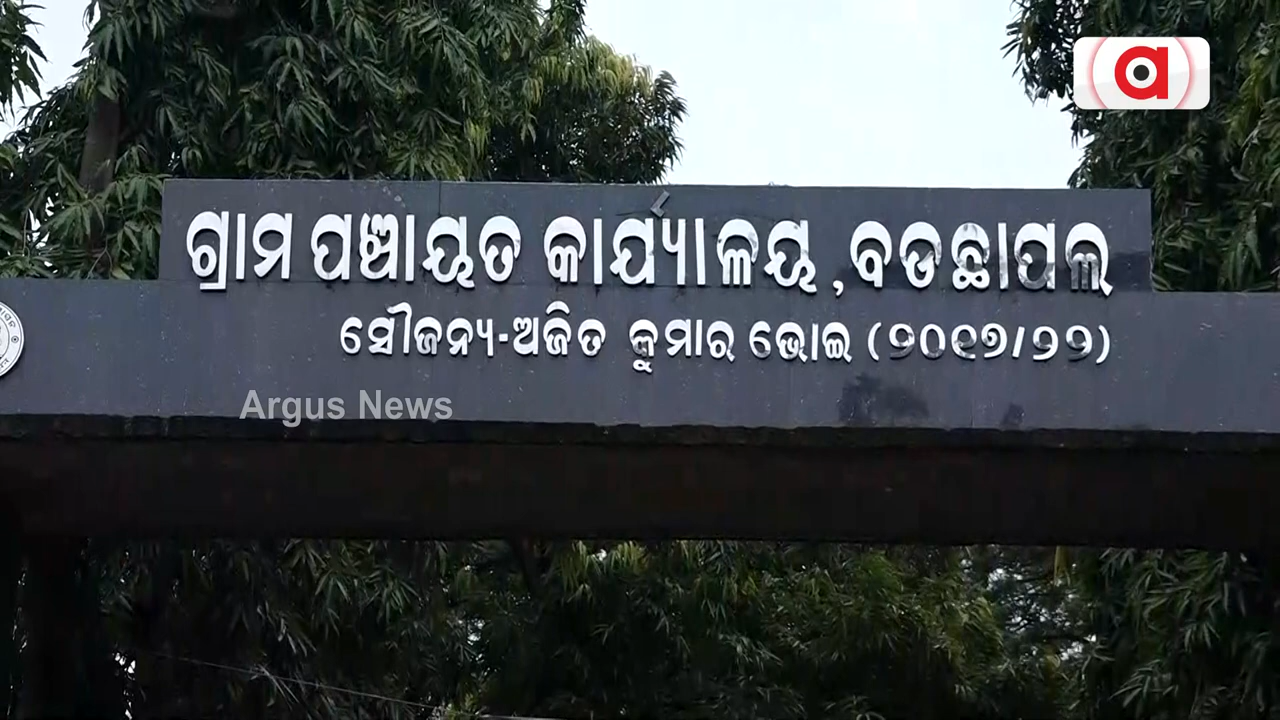 ଗ୍ରାମ ପଞ୍ଚାୟତ କାର୍ଯ୍ୟାଳୟ ,ବଡଛାପଲ
ସୌଜନ୍ୟ-ଅଜିତ କୁମାର ଭୋଇ (୨୦୧୭/୨୨)
Argus News